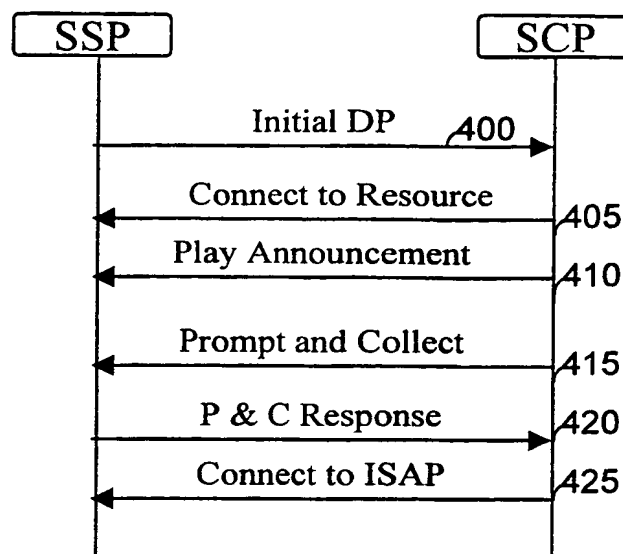 SSP SCP
Initial DP 400
Connect to Resource 405
Play Announcement 410
Prompt and Collect 415
P & C Response 420
Connect to ISAP 425